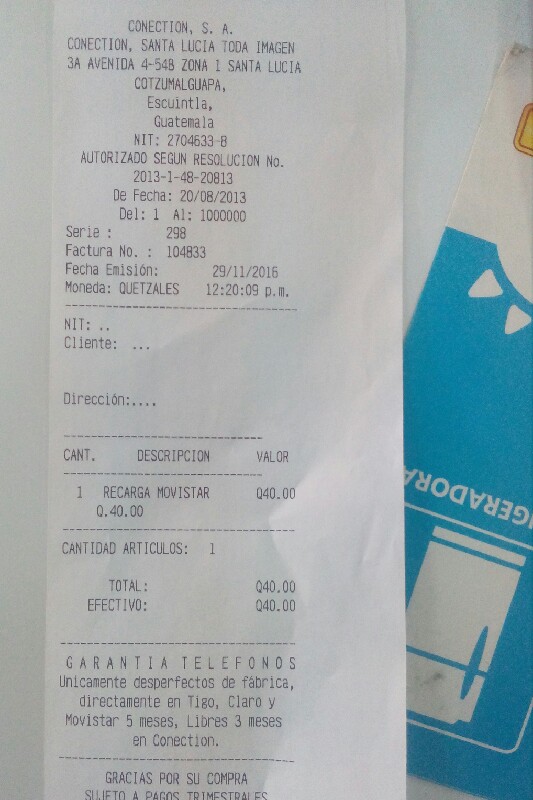 CONECTION, S. A.
CONECTION, SANTA LUCIA TODA IMAGEN
3A AVENIDA 4-54B ZONA 1 SANTA LUCIA
COTZUMALGUAPA,
Escuintla,
Guatemala
NIT: 2704633-8
AUTORIZADO SEGUN RESOLUCION No.
2013-1-48-20813
De Fecha: 20/08/2013
Del: 1 Al: 1000000
Serie : 298
Factura No. : 104833
Fecha Emisión: 29/11/2016
Moneda: QUETZALES 12:20:09 p.m.
NIT: ..
Cliente: ...
Dirección:....
CANT. DESCRIPCION VALOR
1 RECARGA MOVISTAR Q40.00
Q.40.00
CANTIDAD ARTICULOS: 1
TOTAL: Q40.00
EFECTIVO: Q40.00
G A R A N T I A T E L E F O N O S
Unicamente desperfectos de fábrica,
directamente en Tigo, Claro y
Movistar 5 meses, Libres 3 meses
en Conection.
GRACIAS POR SU COMPRA
SUJETO A PAGOS TRIMESTRALES
IGERADORA